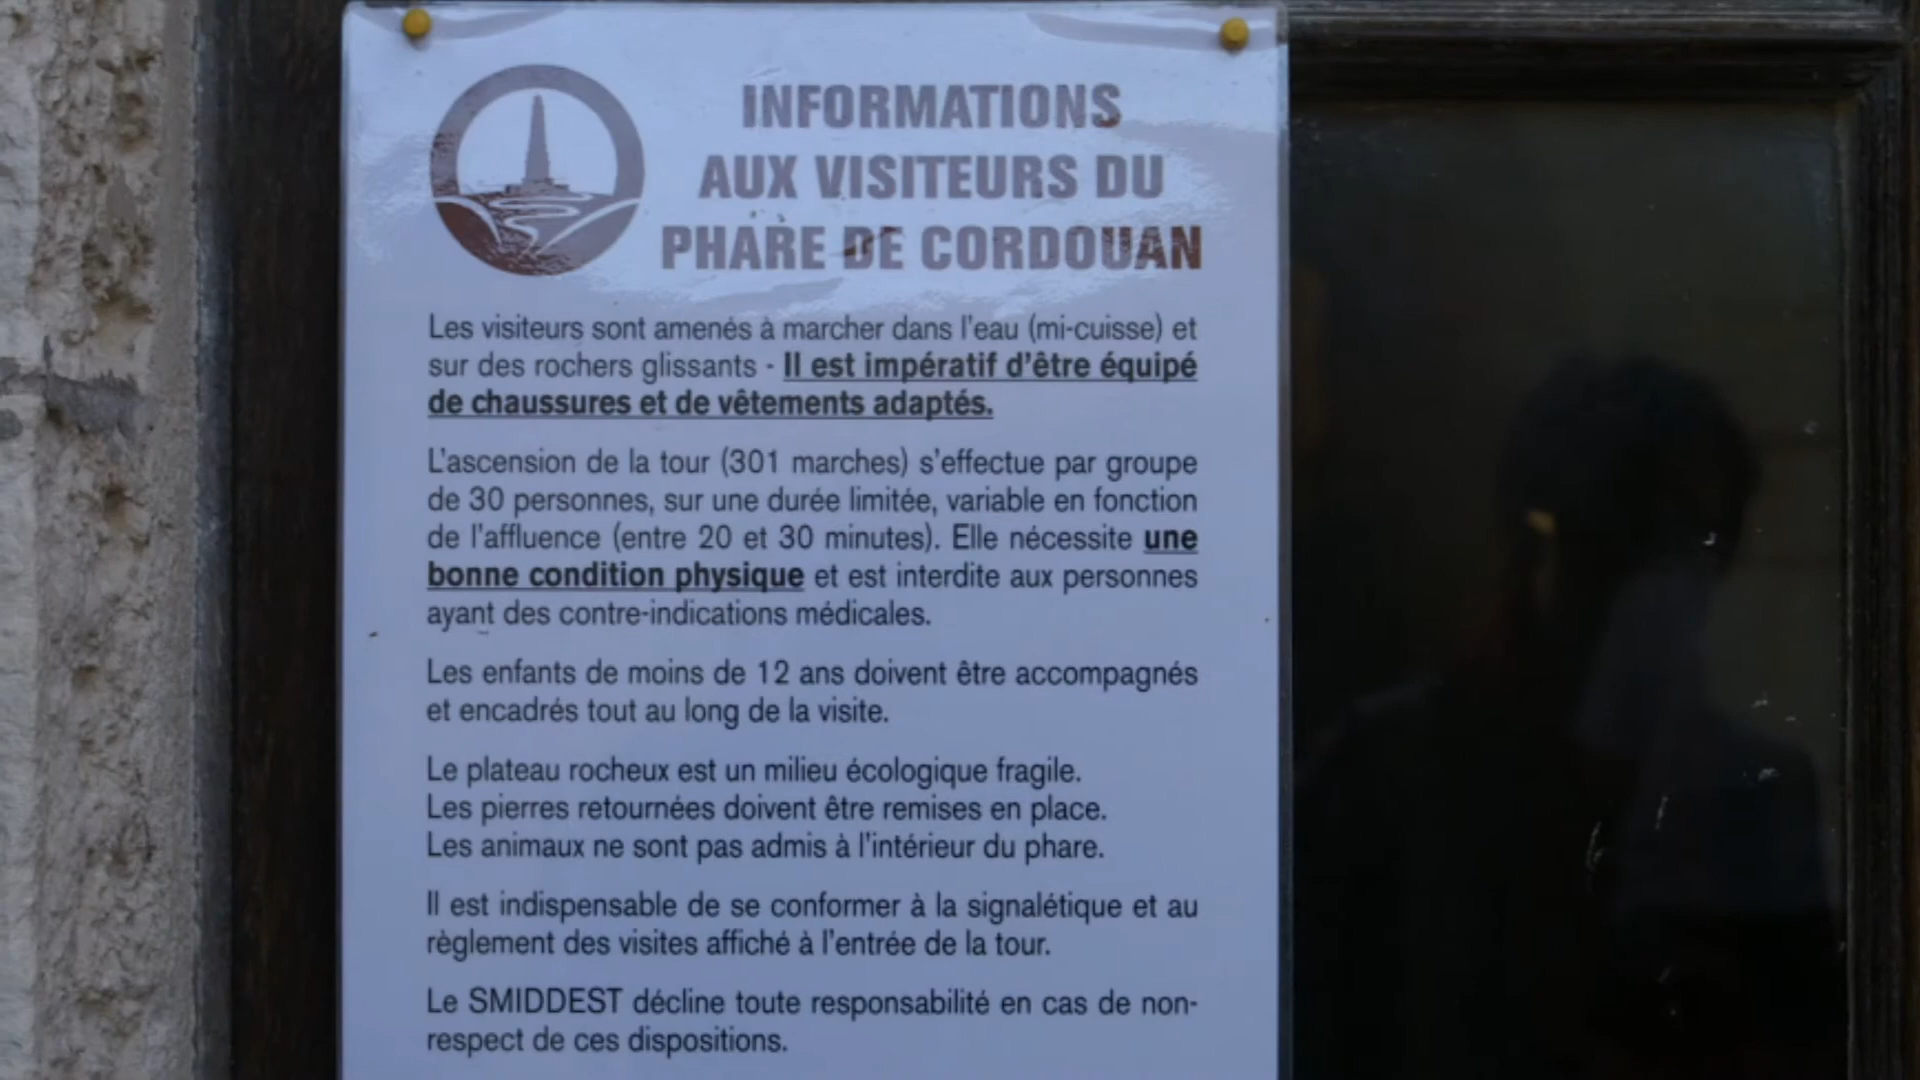 INFORMATIONS
AUX VISITEURS DU
PHARE DE CORDOUAN
Les visiteurs sont amenés à marcher dans l'eau (mi-cuisse) et
sur des rochers glissants - Il est impératif d'être équipé
de chaussures et de vêtements adaptés.
L'ascension de la tour (301 marches) s'effectue par groupe
de 30 personnes, sur une durée limitée, variable en fonction
de l'affluence (entre 20 et 30 minutes). Elle nécessite une
bonne condition physique et est interdite aux personnes
ayant des contre-indications médicales.
Les enfants de moins de 12 ans doivent être accompagnés
et encadrés tout au long de la visite.
Le plateau rocheux est un milieu écologique fragile.
Les pierres retournées doivent être remises en place.
Les animaux ne sont pas admis à l'intérieur du phare.
Il est indispensable de se conformer à la signalétique et au
règlement des visites affiché à l'entrée de la tour.
Le SMIDDEST décline toute responsabilité en cas de non-
respect de ces dispositions.